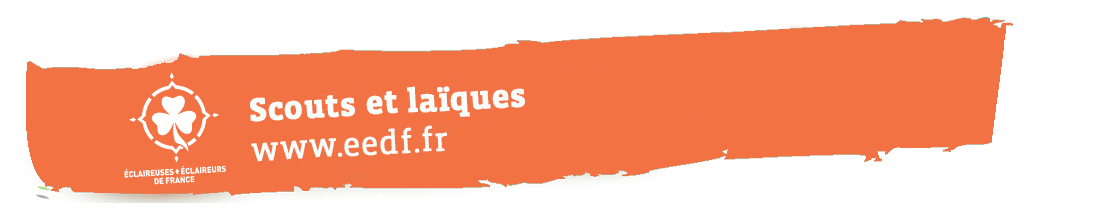 Scouts et laïques
www.eedf.fr
ÉCLAIREUSES ♦ ÉCLAIREURS
DE FRANCE